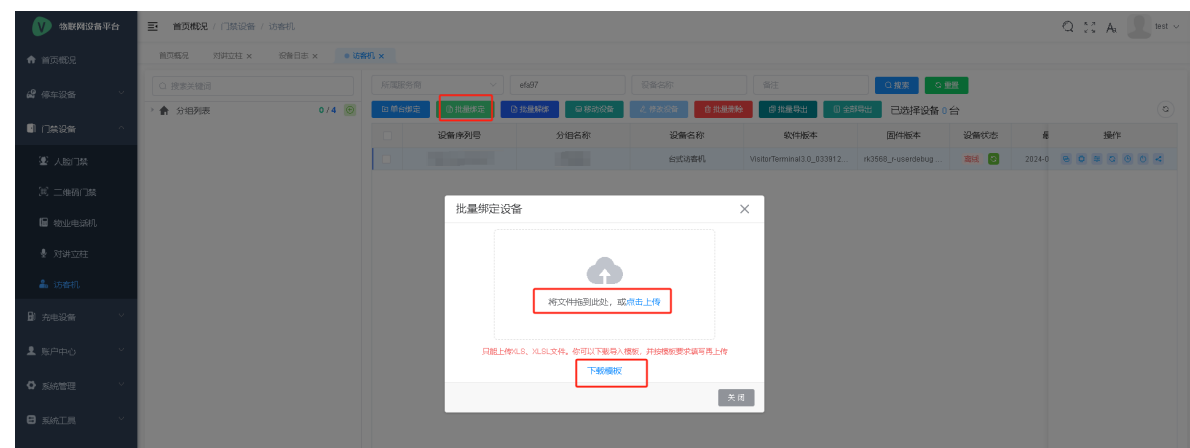 V 物联网设备平台
首页概况 / 门禁设备 / 访客机
test
首页概况 对讲立柱 × 设备日志 × 访客机 ×
首页概况
停车设备
门禁设备
人脸门禁
二维码门禁
物业电话机
对讲立柱
访客机
充电设备
账户中心
系统管理
系统工具
搜索关键词
分组列表 0 / 4
efa97 设备名称 备注 搜索 重置
单台绑定 批量绑定 批量解绑 移动设备 修改设备 批量删除 批量导出 全部导出 已选择设备 0 台
设备序列号 分组名称 设备名称 软件版本 固件版本 设备状态 操作
台式访客机 VisitorTerminal3.0_033912... rk3568_r-userdebug ... 离线 2024-0
批量绑定设备
将文件拖到此处，或点击上传
只能上传XLS、XLSL文件。你可以下载导入模板，并按模板要求填写再上传
下载模板
关闭